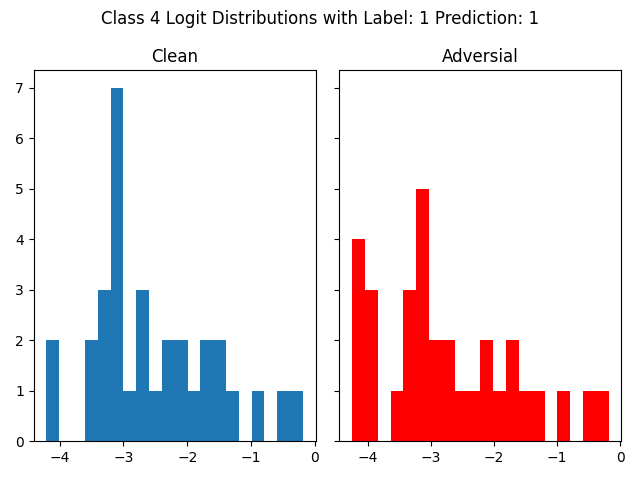 Class 4 Logit Distributions with Label: 1 Prediction: 1
Clean
Adversial
7
6
5
4
3
2
1
0
−4 −3 −2 −1 0
−4 −3 −2 −1 0